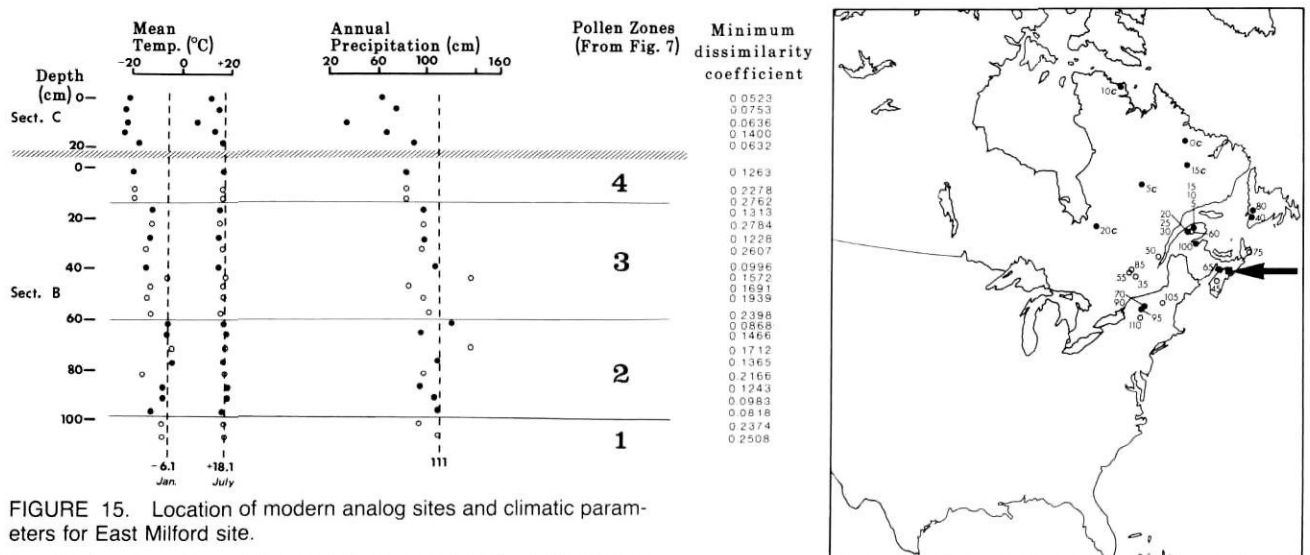 Mean
Temp. (°C)
-20 0 +20
Annual
Precipitation (cm)
20 60 100 160
Pollen Zones
(From Fig. 7)
Minimum
dissimilarity
coefficient
Depth
(cm)
0
Sect. C
20
0
20
40
Sect. B
60
80
100
4
3
2
1
0.0523
0.0753
0.0636
0.1400
0.0632
0.1263
0.2278
0.2762
0.1313
0.2784
0.1228
0.2607
0.0996
0.1572
0.1691
0.1939
0.2398
0.0868
0.1466
0.1712
0.1365
0.2166
0.1243
0.0983
0.0818
0.2374
0.2508
-6.1
Jan.
+18.1
July
111
FIGURE 15. Location of modern analog sites and climatic param-
eters for East Milford site.
10c
0c
15c
5c
20c
15
10
5
20
25
30
60
100
80
40
75
50
85
55
35
65
45
70
90
105
95
110